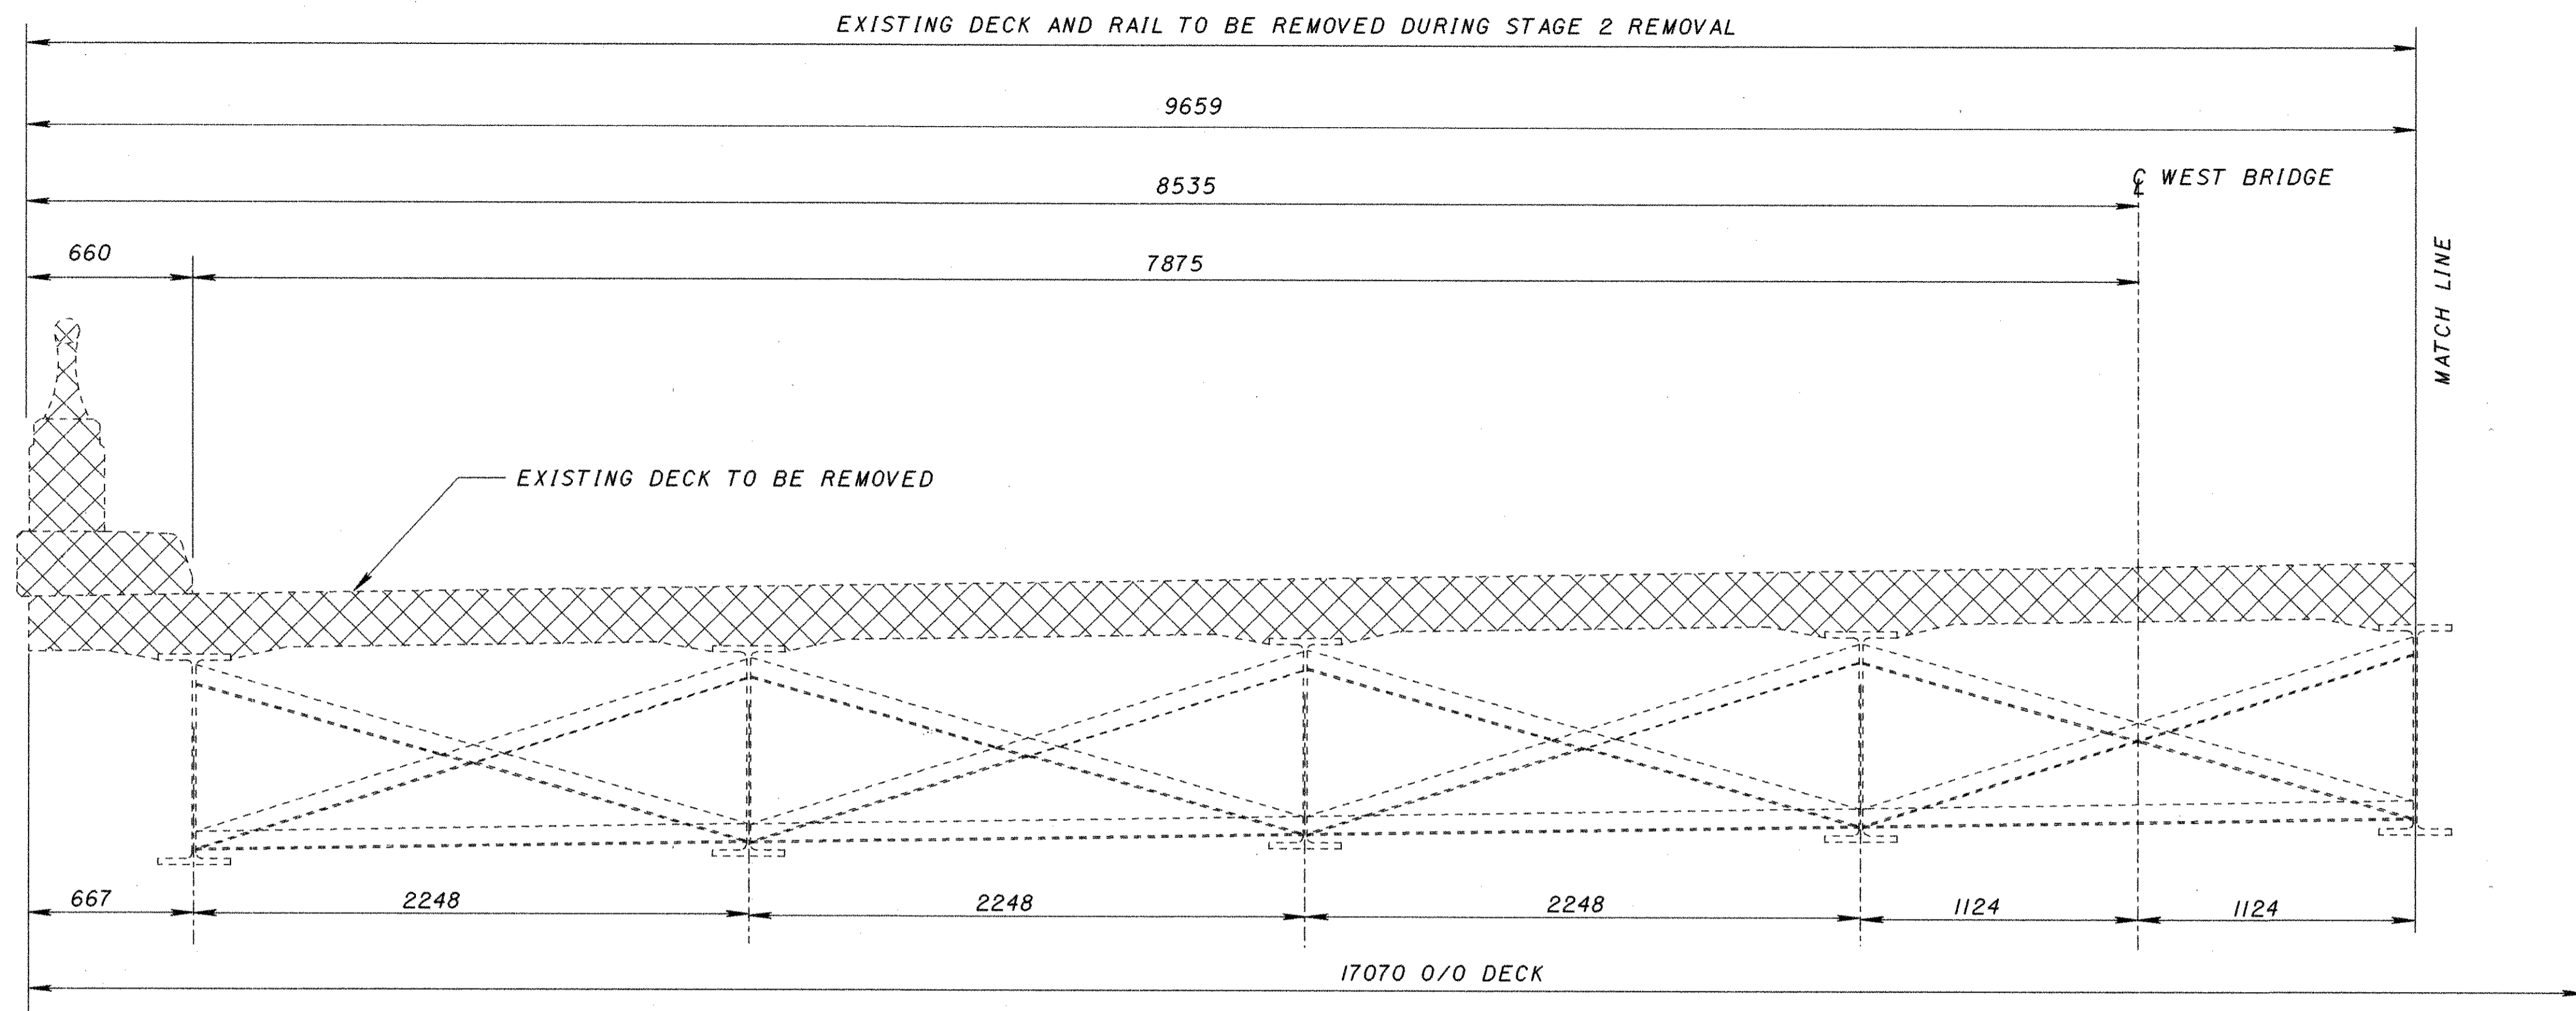 EXISTING DECK AND RAIL TO BE REMOVED DURING STAGE 2 REMOVAL
9659
8535
℄ WEST BRIDGE
660
7875
MATCH LINE
EXISTING DECK TO BE REMOVED
667
2248
2248
2248
1124
1124
17070 O/O DECK